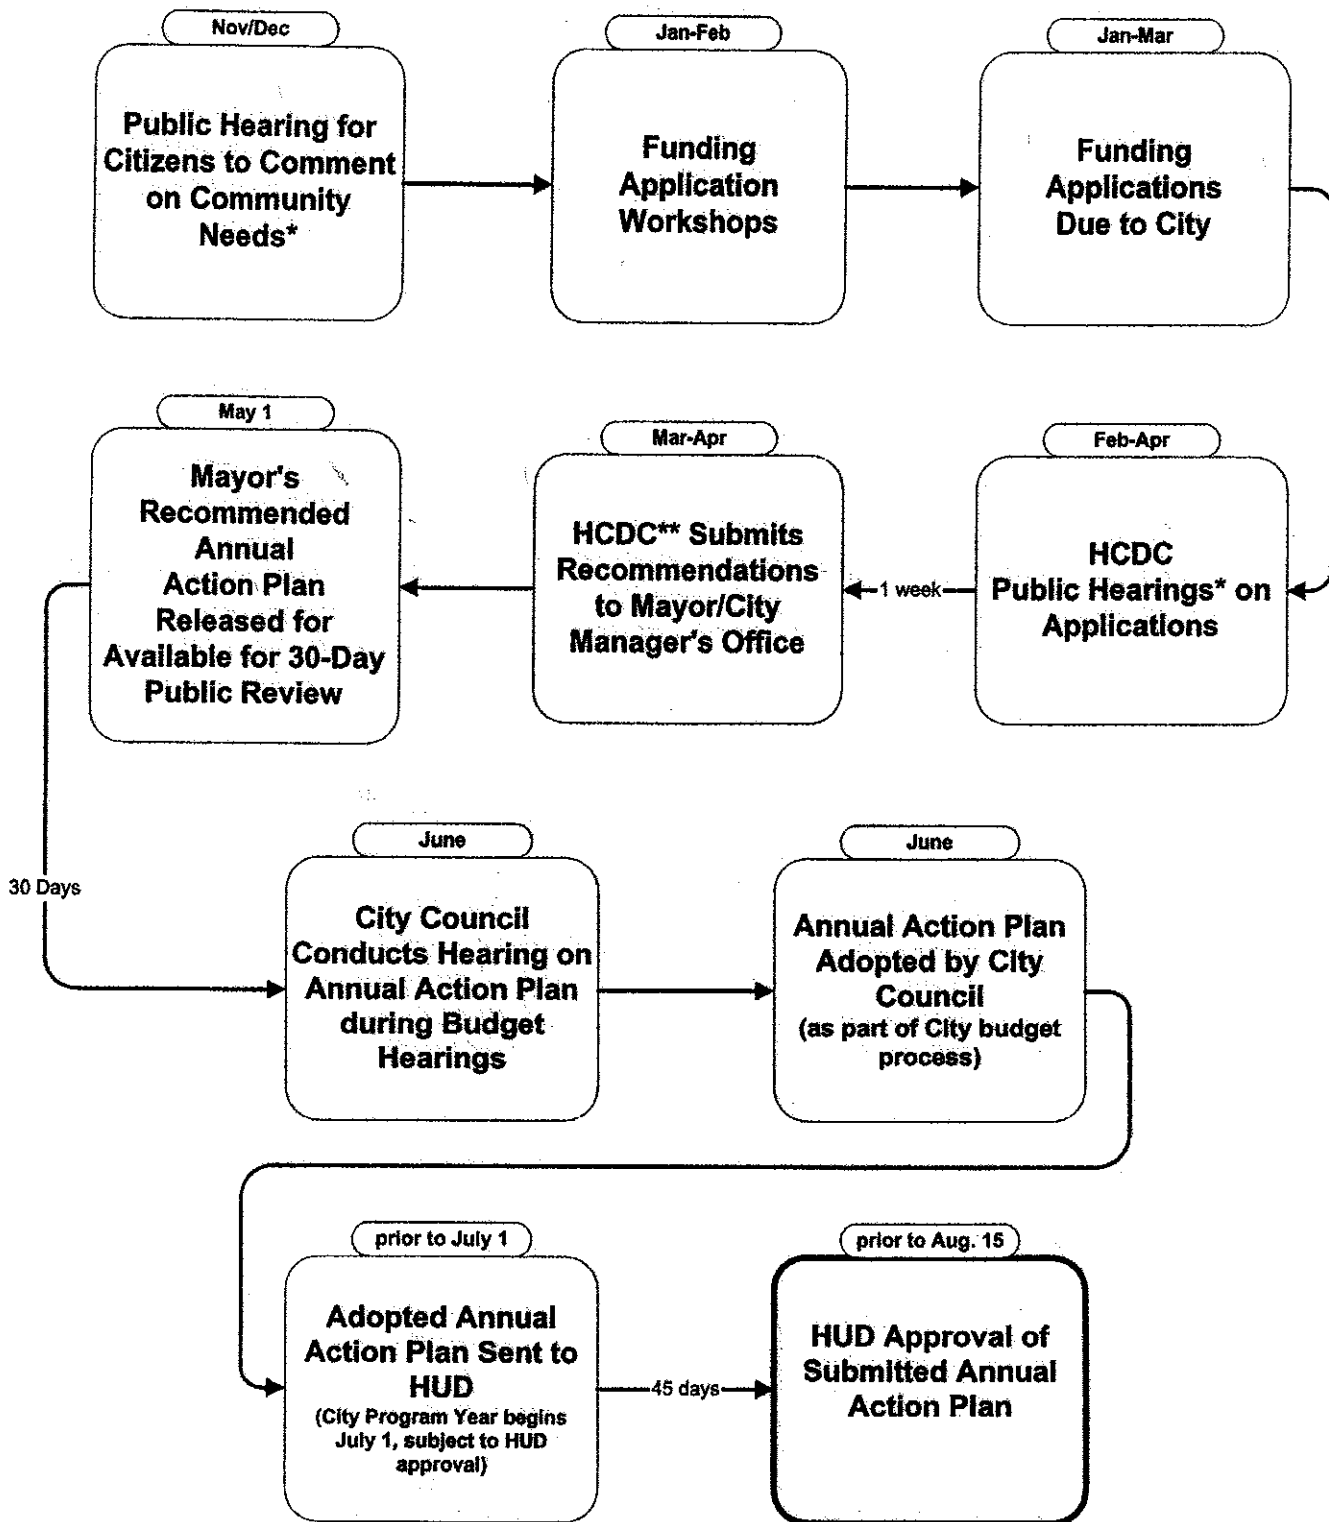 Nov/Dec
Public Hearing for
Citizens to Comment
on Community
Needs*
Jan-Feb
Funding
Application
Workshops
Jan-Mar
Funding
Applications
Due to City
May 1
Mayor's
Recommended
Annual
Action Plan
Released for
Available for 30-Day
Public Review
Mar-Apr
HCDC** Submits
Recommendations
to Mayor/City
Manager's Office
1 week
Feb-Apr
HCDC
Public Hearings* on
Applications
30 Days
June
City Council
Conducts Hearing on
Annual Action Plan
during Budget
Hearings
June
Annual Action Plan
Adopted by City
Council
(as part of City budget
process)
prior to July 1
Adopted Annual
Action Plan Sent to
HUD
(City Program Year begins
July 1, subject to HUD
approval)
45 days
prior to Aug. 15
HUD Approval of
Submitted Annual
Action Plan